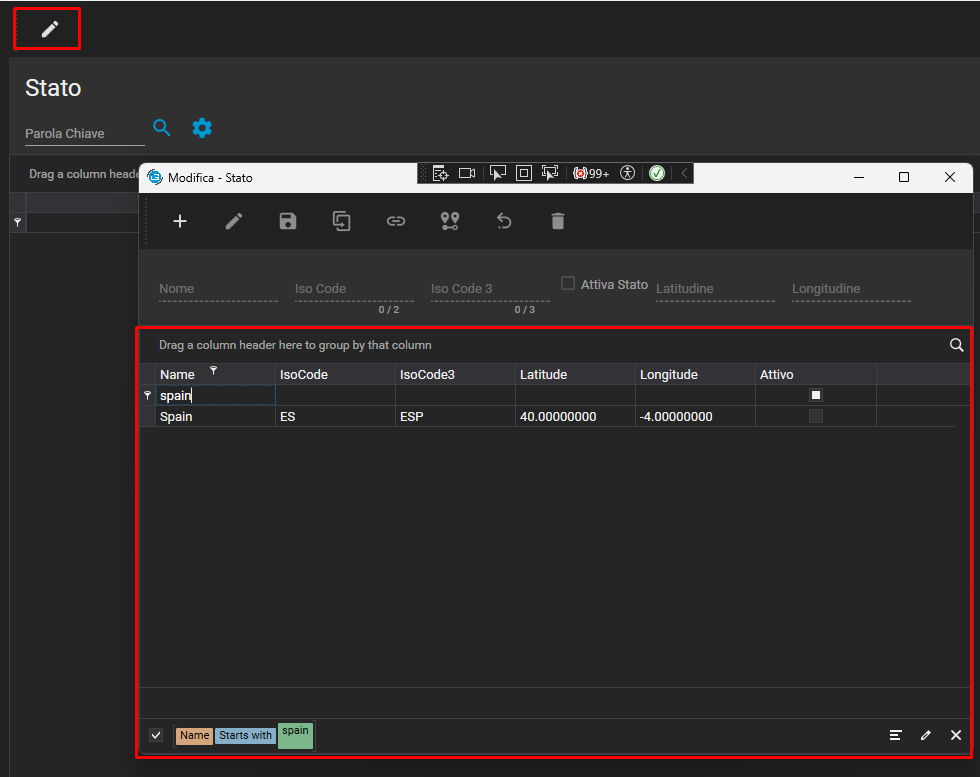 Stato
Parola Chiave
Drag a column heade
Modifica - Stato
99+
Nome
Iso Code
Iso Code 3
Attiva Stato
Latitudine
Longitudine
0 / 2
0 / 3
Drag a column header here to group by that column
Name IsoCode IsoCode3 Latitude Longitude Attivo
spain
Spain ES ESP 40.00000000 -4.00000000
Name Starts with spain